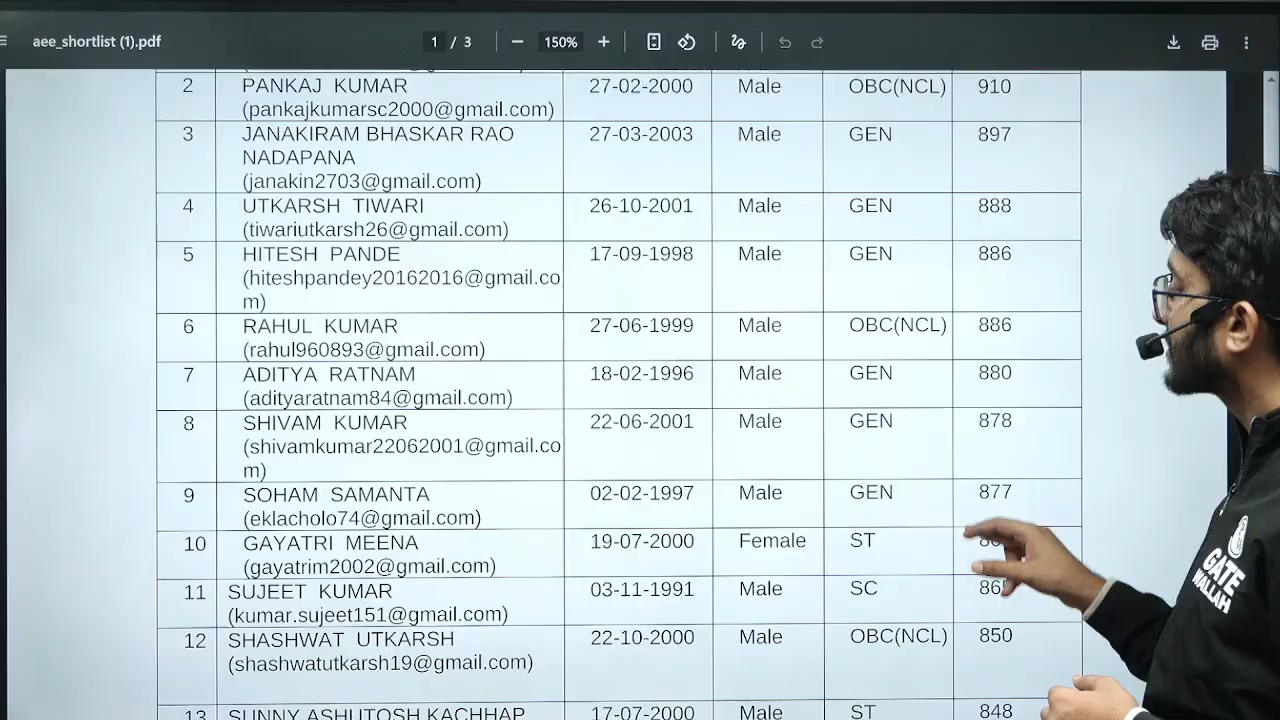 aee_shortlist (1).pdf
1 / 3
150%
2 PANKAJ KUMAR 27-02-2000 Male OBC(NCL) 910
(pankajkumarsc2000@gmail.com)
3 JANAKIRAM BHASKAR RAO 27-03-2003 Male GEN 897
NADAPANA
(janakin2703@gmail.com)
4 UTKARSH TIWARI 26-10-2001 Male GEN 888
(tiwariutkarsh26@gmail.com)
5 HITESH PANDE 17-09-1998 Male GEN 886
(hiteshpandey20162016@gmail.co
m)
6 RAHUL KUMAR 27-06-1999 Male OBC(NCL) 886
(rahul960893@gmail.com)
7 ADITYA RATNAM 18-02-1996 Male GEN 880
(adityaratnam84@gmail.com)
8 SHIVAM KUMAR 22-06-2001 Male GEN 878
(shivamkumar22062001@gmail.co
m)
9 SOHAM SAMANTA 02-02-1997 Male GEN 877
(eklacholo74@gmail.com)
10 GAYATRI MEENA 19-07-2000 Female ST
(gayatrim2002@gmail.com)
11 SUJEET KUMAR 03-11-1991 Male SC
(kumar.sujeet151@gmail.com)
12 SHASHWAT UTKARSH 22-10-2000 Male OBC(NCL) 850
(shashwatutkarsh19@gmail.com)
13 SUNNY ASHUTOSH KACHHAP 17-07-2000 Male ST 848
GATE
WALLAH